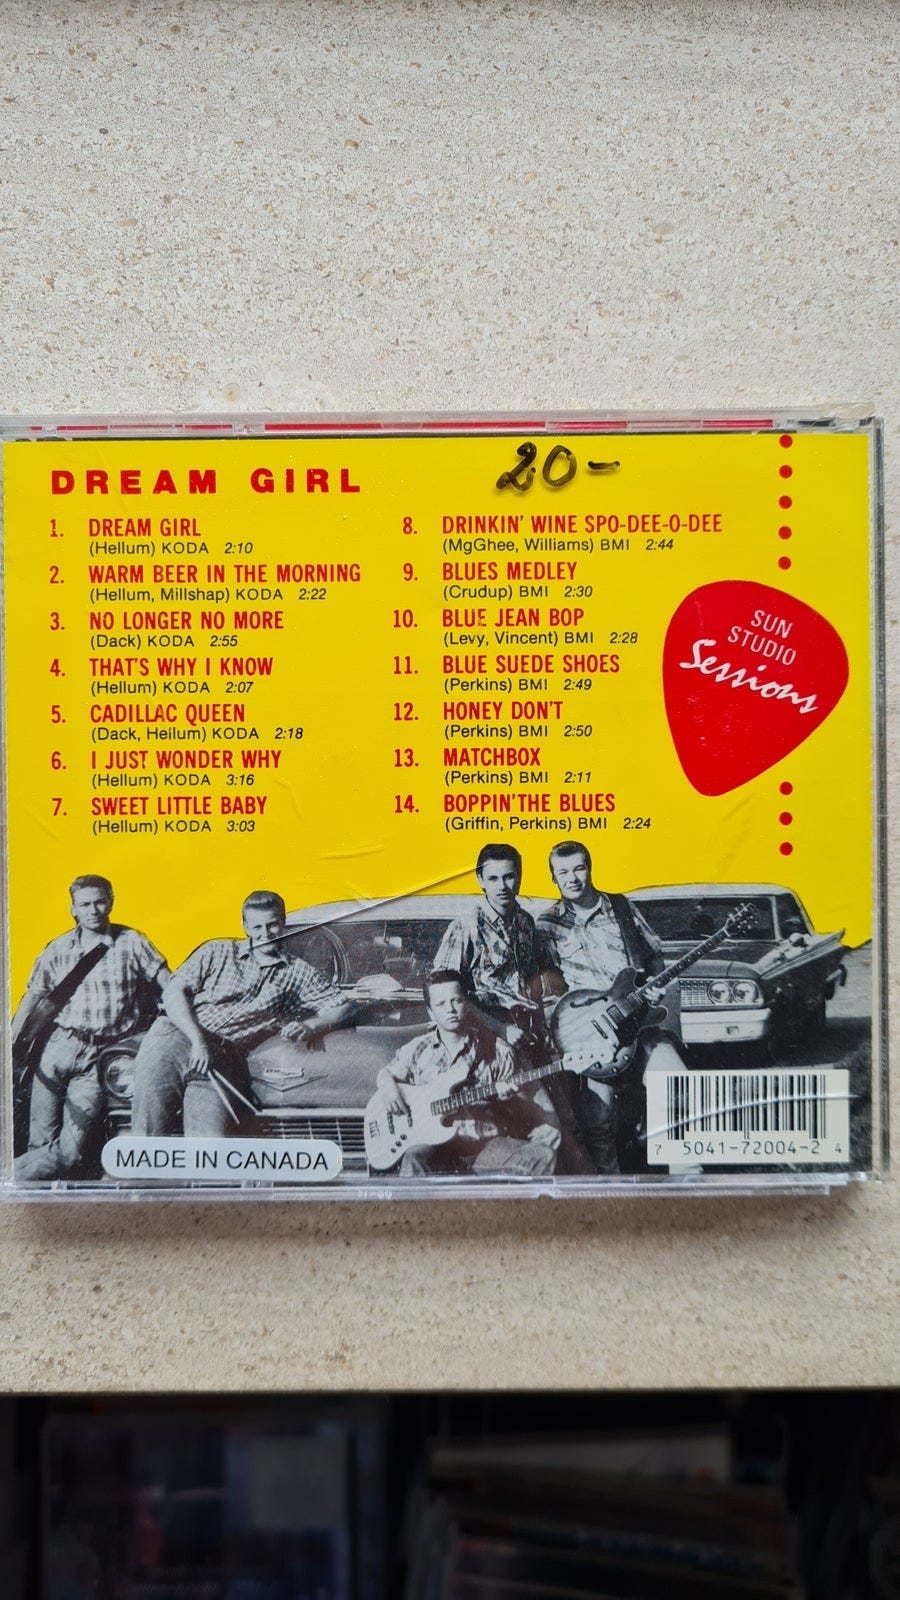 DREAM GIRL
20-
1. DREAM GIRL
(Hellum) KODA 2:10
2. WARM BEER IN THE MORNING
(Hellum, Millshap) KODA 2:22
3. NO LONGER NO MORE
(Dack) KODA 2:55
4. THAT'S WHY I KNOW
(Hellum) KODA 2:07
5. CADILLAC QUEEN
(Dack, Hellum) KODA 2:18
6. I JUST WONDER WHY
(Hellum) KODA 3:16
7. SWEET LITTLE BABY
(Hellum) KODA 3:03
8. DRINKIN' WINE SPO-DEE-O-DEE
(MgGhee, Williams) BMI 2:44
9. BLUES MEDLEY
(Crudup) BMI 2:30
10. BLUE JEAN BOP
(Levy, Vincent) BMI 2:28
11. BLUE SUEDE SHOES
(Perkins) BMI 2:49
12. HONEY DON'T
(Perkins) BMI 2:50
13. MATCHBOX
(Perkins) BMI 2:11
14. BOPPIN'THE BLUES
(Griffin, Perkins) BMI 2:24
SUN
STUDIO
Sessions
MADE IN CANADA
7 5041-72004-2 4